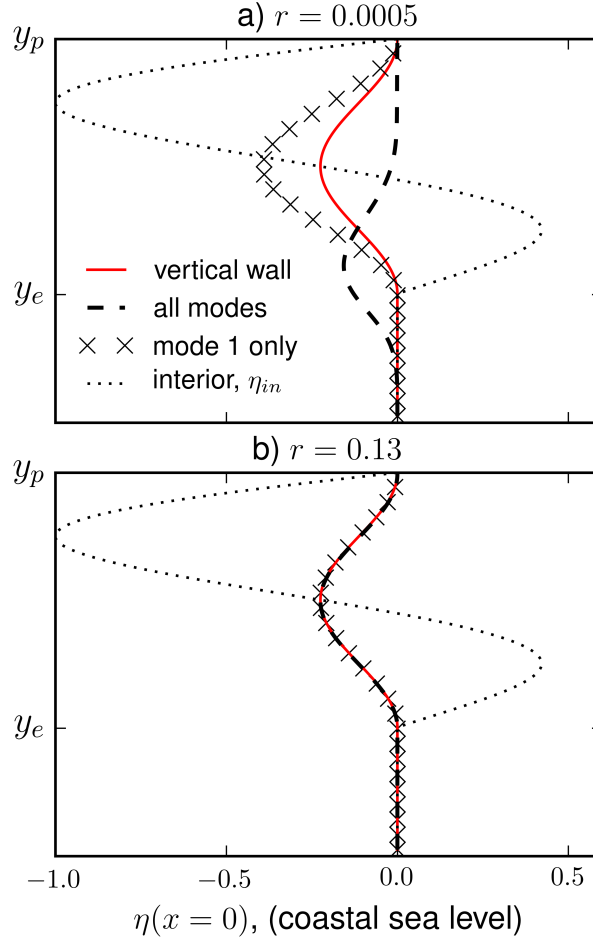 a) r = 0.0005
y_p
vertical wall
all modes
y_e
mode 1 only
interior, η_in
b) r = 0.13
y_p
y_e
−1.0 −0.5 0.0 0.5
η(x = 0), (coastal sea level)